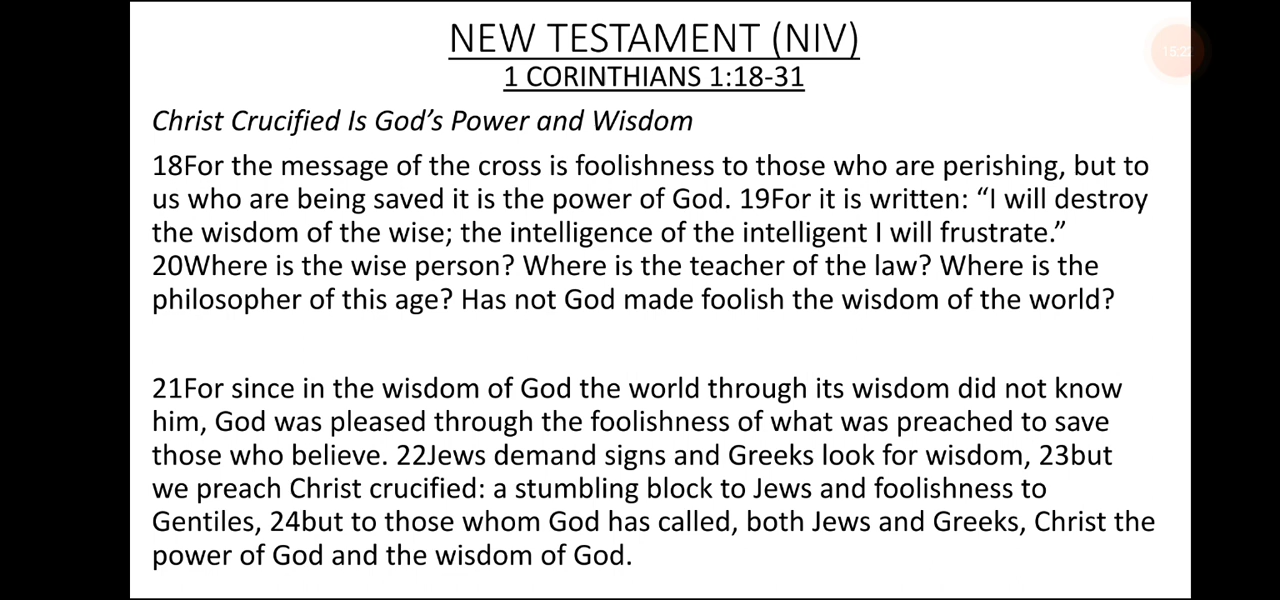 NEW TESTAMENT (NIV)
1 CORINTHIANS 1:18-31
Christ Crucified Is God’s Power and Wisdom
18For the message of the cross is foolishness to those who are perishing, but to
us who are being saved it is the power of God. 19For it is written: “I will destroy
the wisdom of the wise; the intelligence of the intelligent I will frustrate.”
20Where is the wise person? Where is the teacher of the law? Where is the
philosopher of this age? Has not God made foolish the wisdom of the world?
21For since in the wisdom of God the world through its wisdom did not know
him, God was pleased through the foolishness of what was preached to save
those who believe. 22Jews demand signs and Greeks look for wisdom, 23but
we preach Christ crucified: a stumbling block to Jews and foolishness to
Gentiles, 24but to those whom God has called, both Jews and Greeks, Christ the
power of God and the wisdom of God.